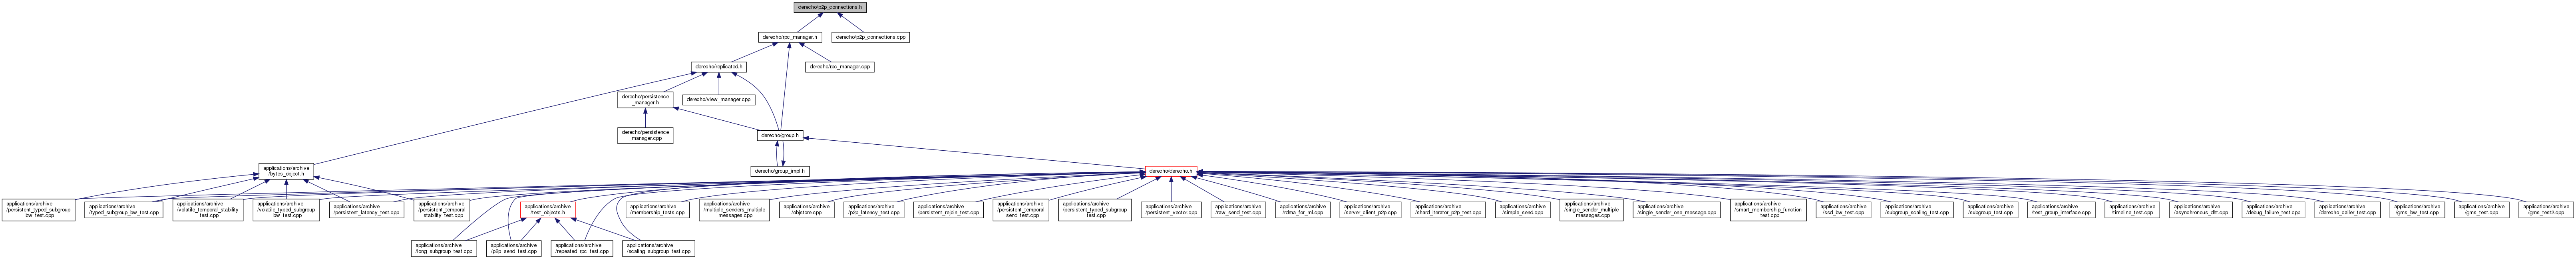 derecho/p2p_connections.h
derecho/rpc_manager.h
derecho/p2p_connections.cpp
derecho/replicated.h
derecho/rpc_manager.cpp
derecho/persistence
_manager.h
derecho/view_manager.cpp
derecho/persistence
_manager.cpp
derecho/group.h
applications/archive
/bytes_object.h
derecho/group_impl.h
derecho/derecho.h
applications/archive
/persistent_typed_subgroup
_bw_test.cpp
applications/archive
/typed_subgroup_bw_test.cpp
applications/archive
/volatile_temporal_stability
_test.cpp
applications/archive
/volatile_typed_subgroup
_bw_test.cpp
applications/archive
/persistent_latency_test.cpp
applications/archive
/persistent_temporal
_stability_test.cpp
applications/archive
/test_objects.h
applications/archive
/membership_tests.cpp
applications/archive
/multiple_senders_multiple
_messages.cpp
applications/archive
/objstore.cpp
applications/archive
/p2p_latency_test.cpp
applications/archive
/persistent_rejoin_test.cpp
applications/archive
/persistent_temporal
_send_test.cpp
applications/archive
/persistent_typed_subgroup
_test.cpp
applications/archive
/persistent_vector.cpp
applications/archive
/raw_send_test.cpp
applications/archive
/rdma_for_ml.cpp
applications/archive
/server_client_p2p.cpp
applications/archive
/shard_iterator_p2p_test.cpp
applications/archive
/simple_send.cpp
applications/archive
/single_sender_multiple
_messages.cpp
applications/archive
/single_sender_one_message.cpp
applications/archive
/smart_membership_function
_test.cpp
applications/archive
/ssd_bw_test.cpp
applications/archive
/subgroup_scaling_test.cpp
applications/archive
/subgroup_test.cpp
applications/archive
/test_group_interface.cpp
applications/archive
/timeline_test.cpp
applications/archive
/asynchronous_dht.cpp
applications/archive
/debug_failure_test.cpp
applications/archive
/derecho_caller_test.cpp
applications/archive
/gms_bw_test.cpp
applications/archive
/gms_test.cpp
applications/archive
/gms_test2.cpp
applications/archive
/long_subgroup_test.cpp
applications/archive
/p2p_send_test.cpp
applications/archive
/repeated_rpc_test.cpp
applications/archive
/scaling_subgroup_test.cpp